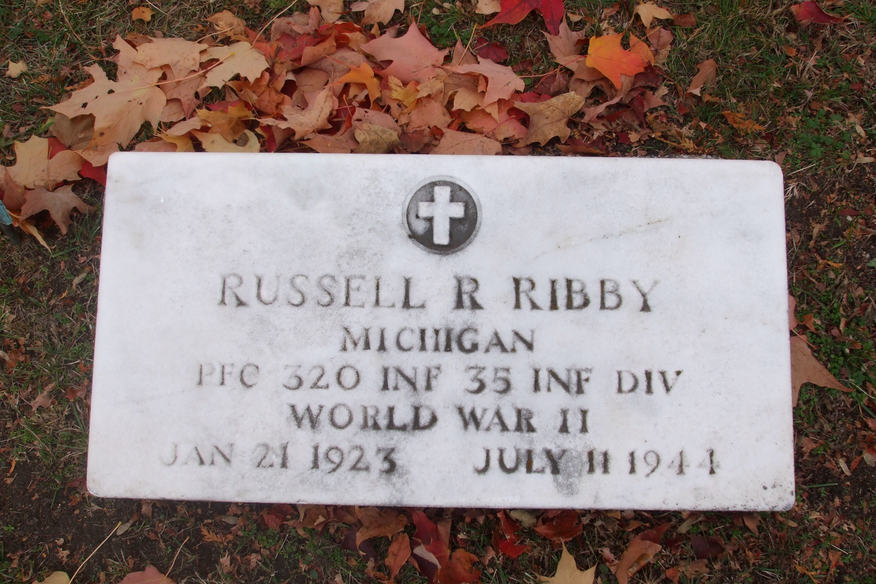 RUSSELL R RIBBY
MICHIGAN
PFC 320 INF 35 INF DIV
WORLD WAR II
JAN 21 1923 JULY 11 1944